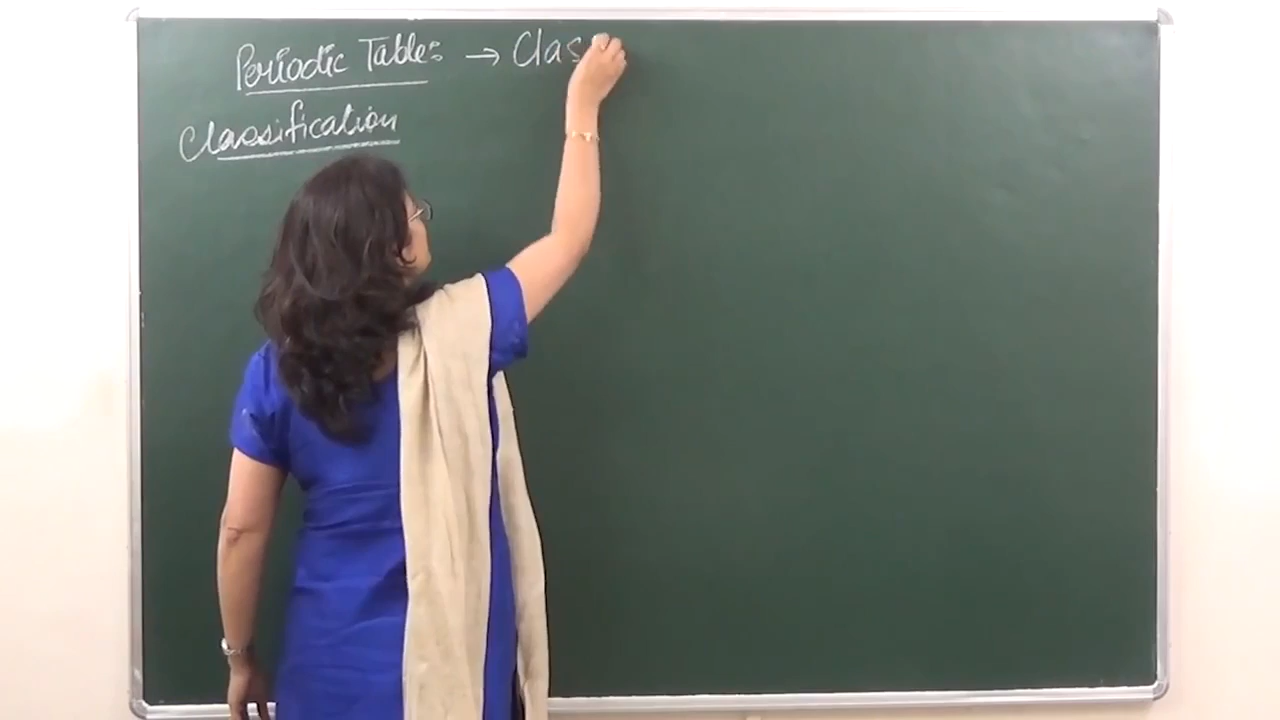 Periodic Table: → Clas
Classification